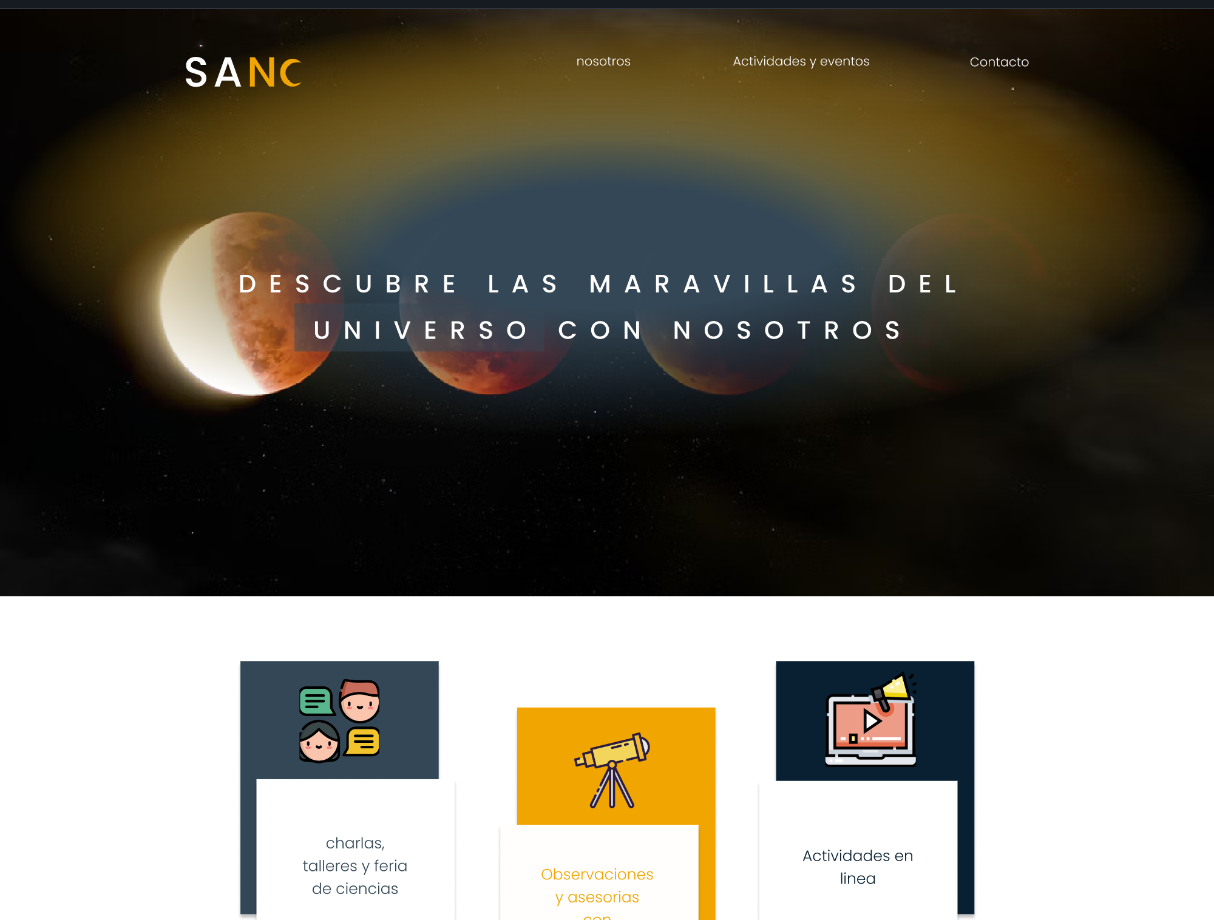 SANC
nosotros
Actividades y eventos
Contacto
DESCUBRE LAS MARAVILLAS DEL
UNIVERSO CON NOSOTROS
charlas,
talleres y feria
de ciencias
Observaciones
y asesorias
con
Actividades en
linea